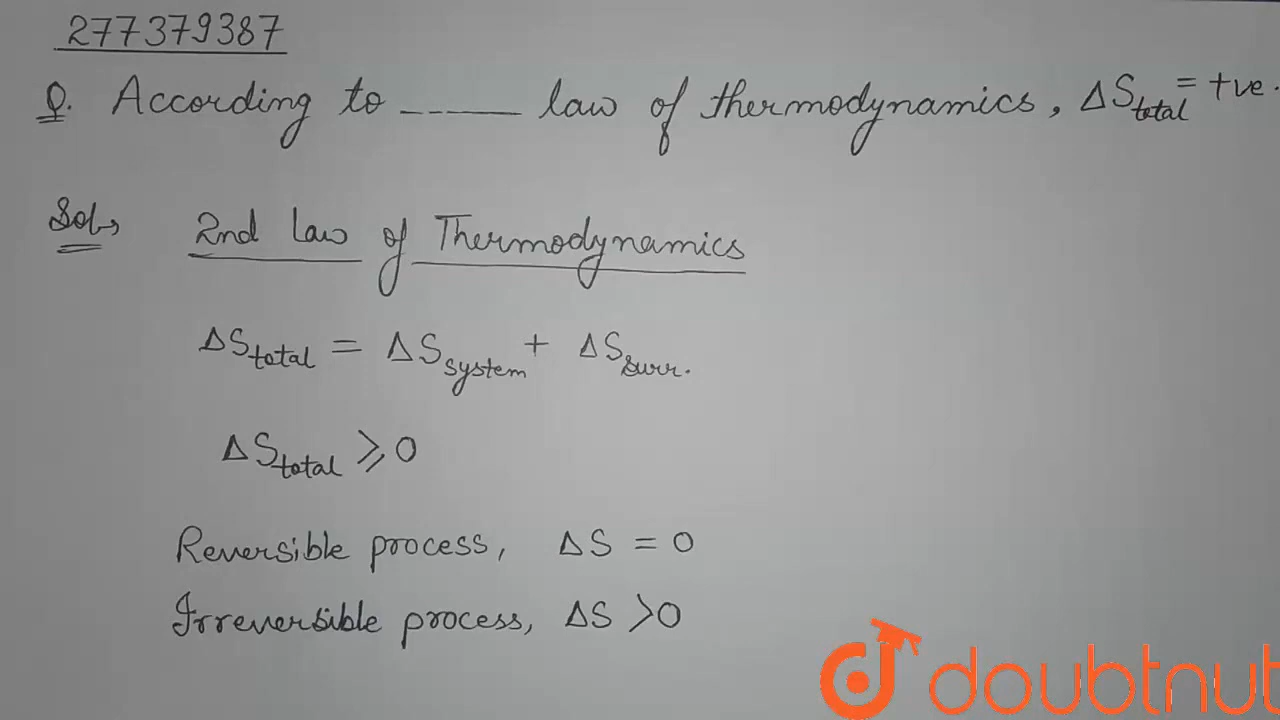 277379387
Q. According to ----- law of thermodynamics, ΔS_total = +ve.
Sol→ 2nd Law of Thermodynamics
ΔS_total = ΔS_system + ΔS_surr.
ΔS_total ⩾ 0
Reversible process, ΔS = 0
Irreversible process, ΔS > 0
doubtnut